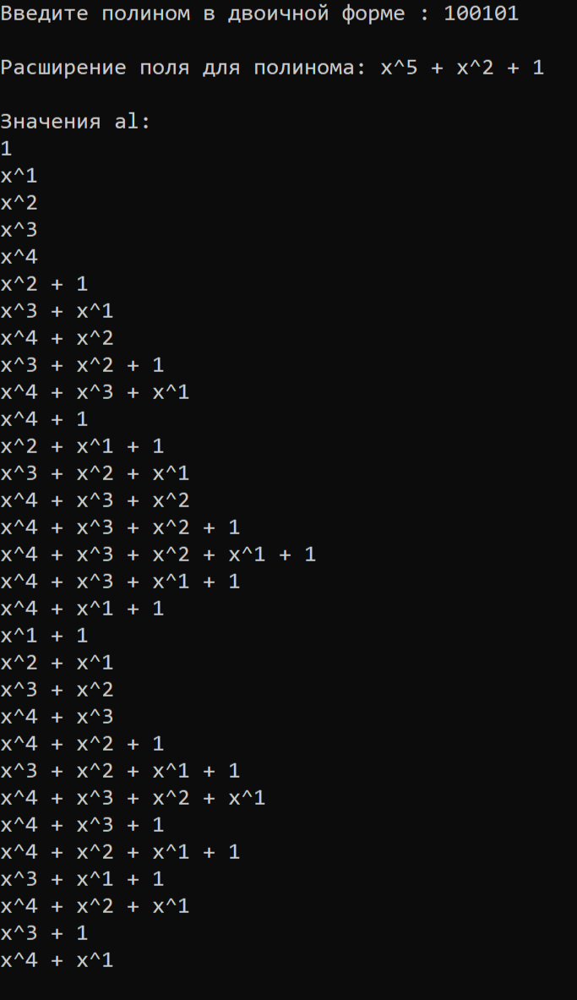 Введите полином в двоичной форме : 100101
Расширение поля для полинома: x^5 + x^2 + 1
Значения al:
1
x^1
x^2
x^3
x^4
x^2 + 1
x^3 + x^1
x^4 + x^2
x^3 + x^2 + 1
x^4 + x^3 + x^1
x^4 + 1
x^2 + x^1 + 1
x^3 + x^2 + x^1
x^4 + x^3 + x^2
x^4 + x^3 + x^2 + 1
x^4 + x^3 + x^2 + x^1 + 1
x^4 + x^3 + x^1 + 1
x^4 + x^1 + 1
x^1 + 1
x^2 + x^1
x^3 + x^2
x^4 + x^3
x^4 + x^2 + 1
x^3 + x^2 + x^1 + 1
x^4 + x^3 + x^2 + x^1
x^4 + x^3 + 1
x^4 + x^2 + x^1 + 1
x^3 + x^1 + 1
x^4 + x^2 + x^1
x^3 + 1
x^4 + x^1